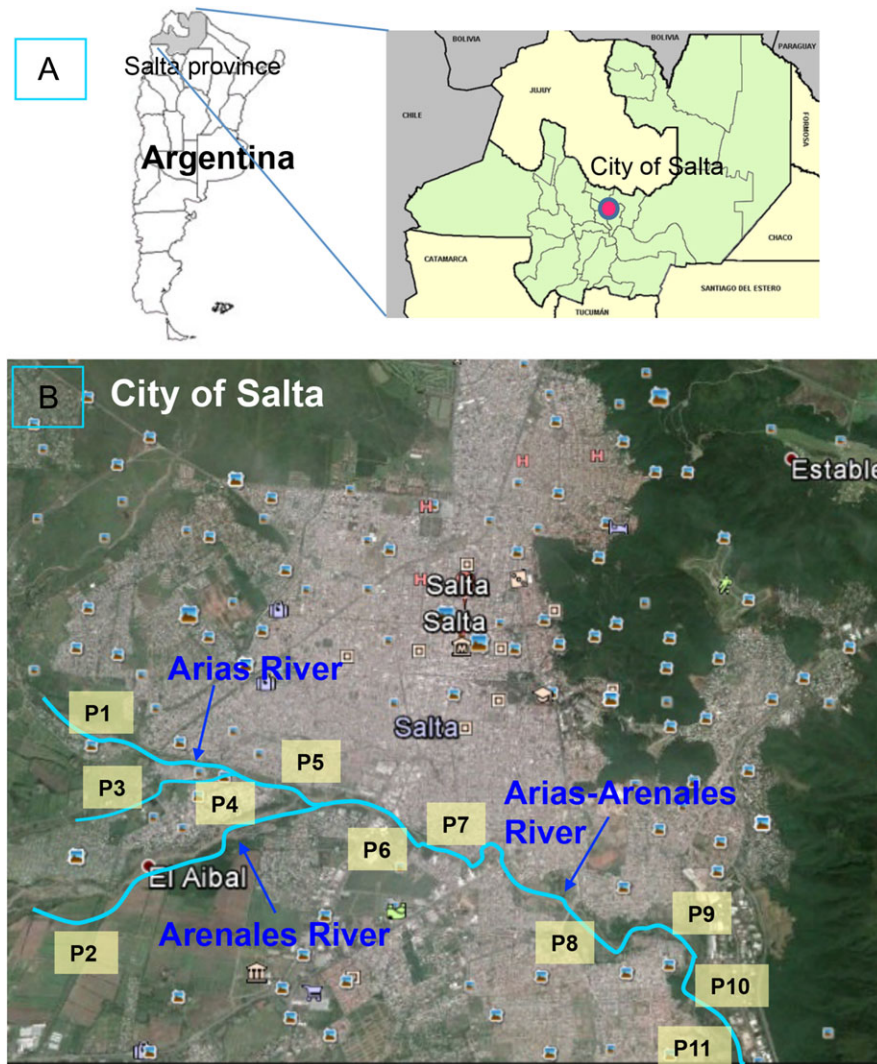 A
Salta province
Argentina
BOLIVIA
BOLIVIA
PARAGUAY
JUJUY
CHILE
FORMOSA
City of Salta
CHACO
CATAMARCA
SANTIAGO DEL ESTERO
TUCUMÁN
B
City of Salta
Estable
H
H
H
Salta
Salta
M
H
Arias River
Salta
P1
P5
P3
P4
Arias-Arenales
River
P7
P6
El Aibal
Arenales River
P2
P9
P8
P10
P11